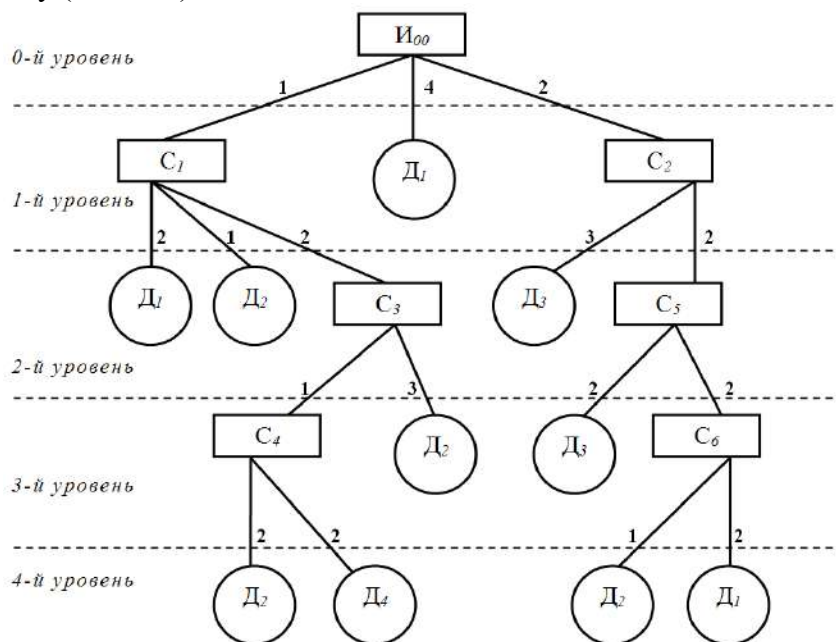 И00
0-й уровень
1 4 2
С1 Д1 С2
1-й уровень
2 1 2 3 2
Д1 Д2 С3 Д3 С5
2-й уровень
1 3 2 2
С4 Д2 Д3 С6
3-й уровень
2 2 1 2
4-й уровень
Д2 Д4 Д2 Д1